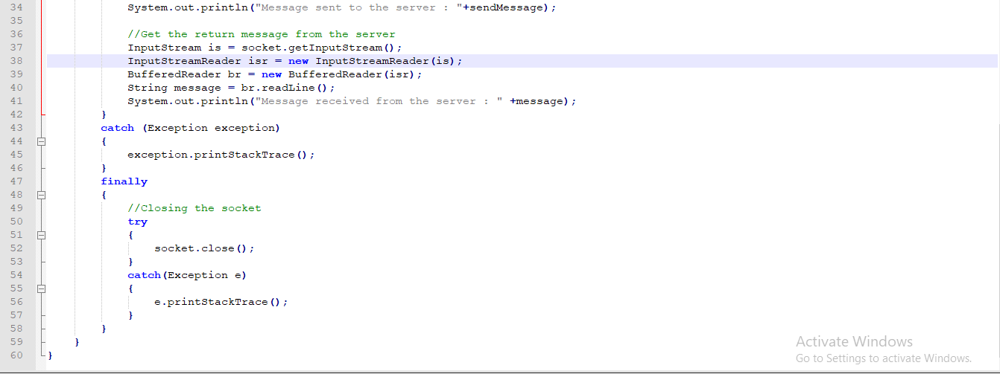 34 System.out.println("Message sent to the server : "+sendMessage);
35
36 //Get the return message from the server
37 InputStream is = socket.getInputStream();
38 InputStreamReader isr = new InputStreamReader(is);
39 BufferedReader br = new BufferedReader(isr);
40 String message = br.readLine();
41 System.out.println("Message received from the server : " +message);
42 }
43 catch (Exception exception)
44 {
45 exception.printStackTrace();
46 }
47 finally
48 {
49 //Closing the socket
50 try
51 {
52 socket.close();
53 }
54 catch(Exception e)
55 {
56 e.printStackTrace();
57 }
58 }
59 }
60 }
Activate Windows
Go to Settings to activate Windows.